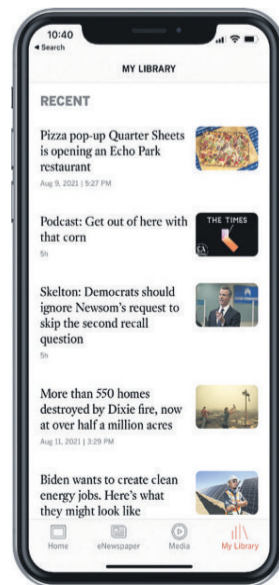 10:40
◀ Search
MY LIBRARY
RECENT
Pizza pop-up Quarter Sheets
is opening an Echo Park
restaurant
Aug 9, 2021 | 5:27 PM
Podcast: Get out of here with
that corn
5h
THE TIMES
Skelton: Democrats should
ignore Newsom's request to
skip the second recall
question
5h
More than 550 homes
destroyed by Dixie fire, now
at over half a million acres
Aug 11, 2021 | 3:29 PM
Biden wants to create clean
energy jobs. Here's what
they might look like
Home eNewspaper Media My Library